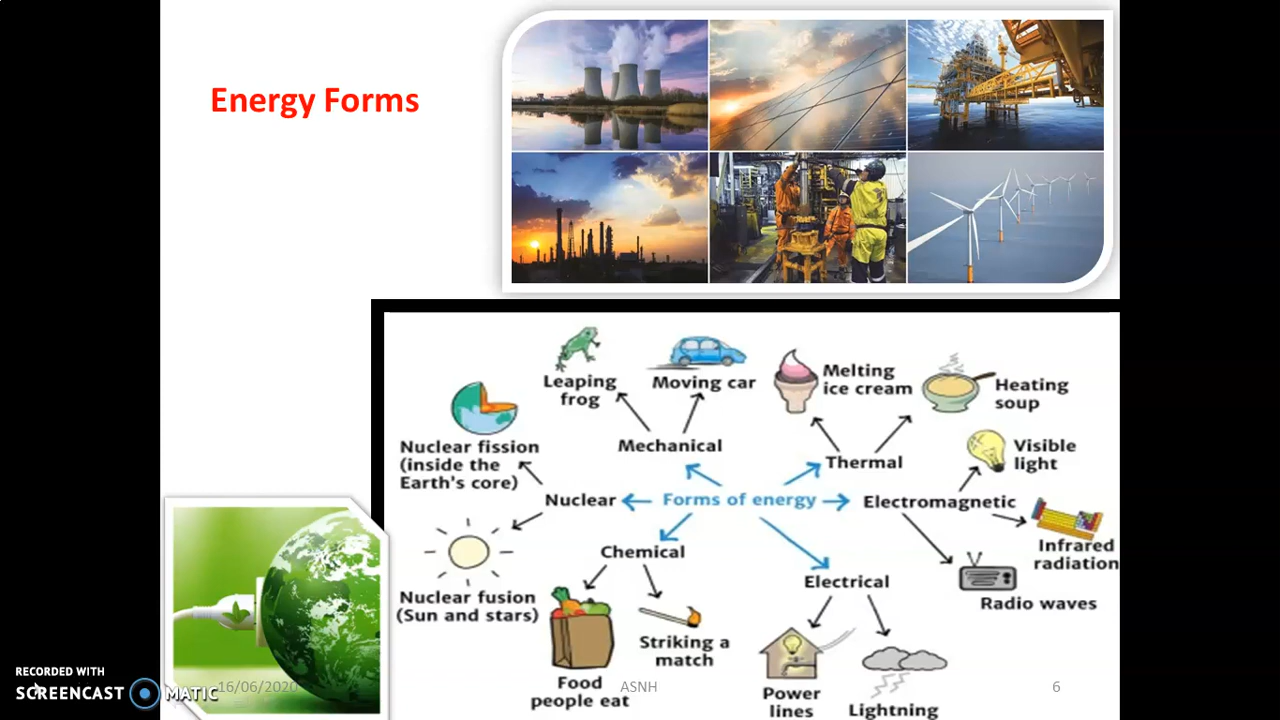 Energy Forms
Leaping
frog
Moving car
Melting
ice cream
Heating
soup
Nuclear fission
(inside the
Earth's core)
Mechanical
Thermal
Visible
light
Nuclear
Forms of energy
Electromagnetic
Infrared
radiation
Chemical
Electrical
Radio waves
Nuclear fusion
(Sun and stars)
Striking a
match
Food
people eat
Power
lines
Lightning
RECORDED WITH
SCREENCAST MATIC
16/06/2020
ASNH
6